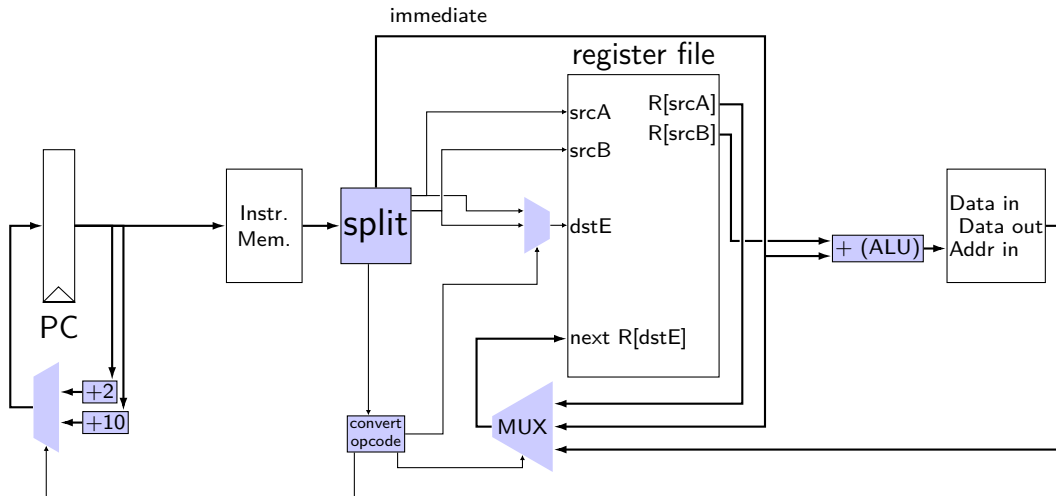 immediate
register file
srcA
R[srcA]
R[srcB]
srcB
Instr.
Mem.
split
dstE
Data in
Data out
Addr in
+ (ALU)
PC
next R[dstE]
+2
+10
convert
opcode
MUX